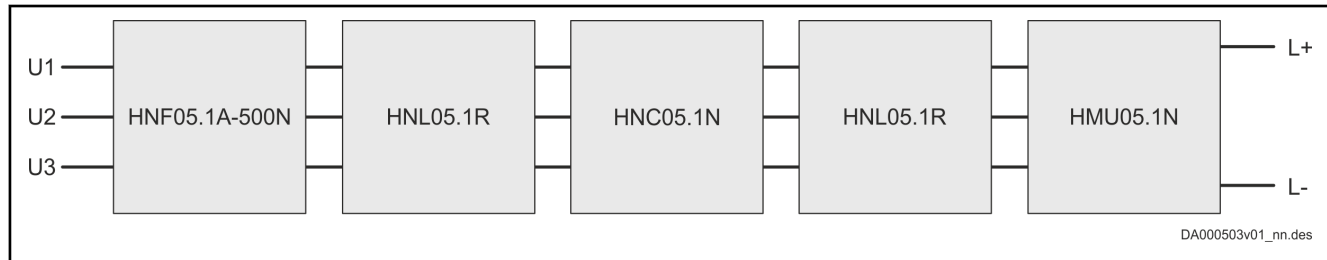 L+
U1
U2 HNF05.1A-500N HNL05.1R HNC05.1N HNL05.1R HMU05.1N
U3
L-
DA000503v01_nn.des